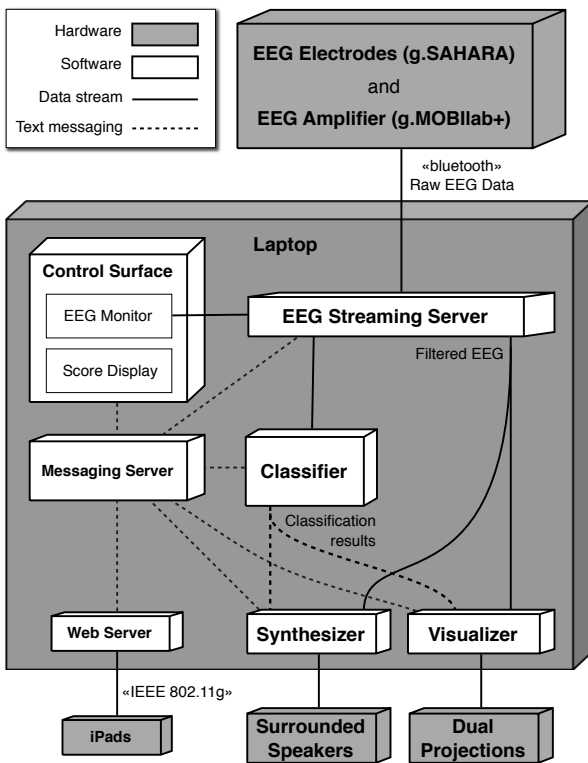 Hardware
Software
Data stream
Text messaging
EEG Electrodes (g.SAHARA)
and
EEG Amplifier (g.MOBIlab+)
«bluetooth»
Raw EEG Data
Laptop
Control Surface
EEG Monitor
Score Display
EEG Streaming Server
Filtered EEG
Messaging Server
Classifier
Classification
results
Web Server
Synthesizer
Visualizer
«IEEE 802.11g»
iPads
Surrounded
Speakers
Dual
Projections